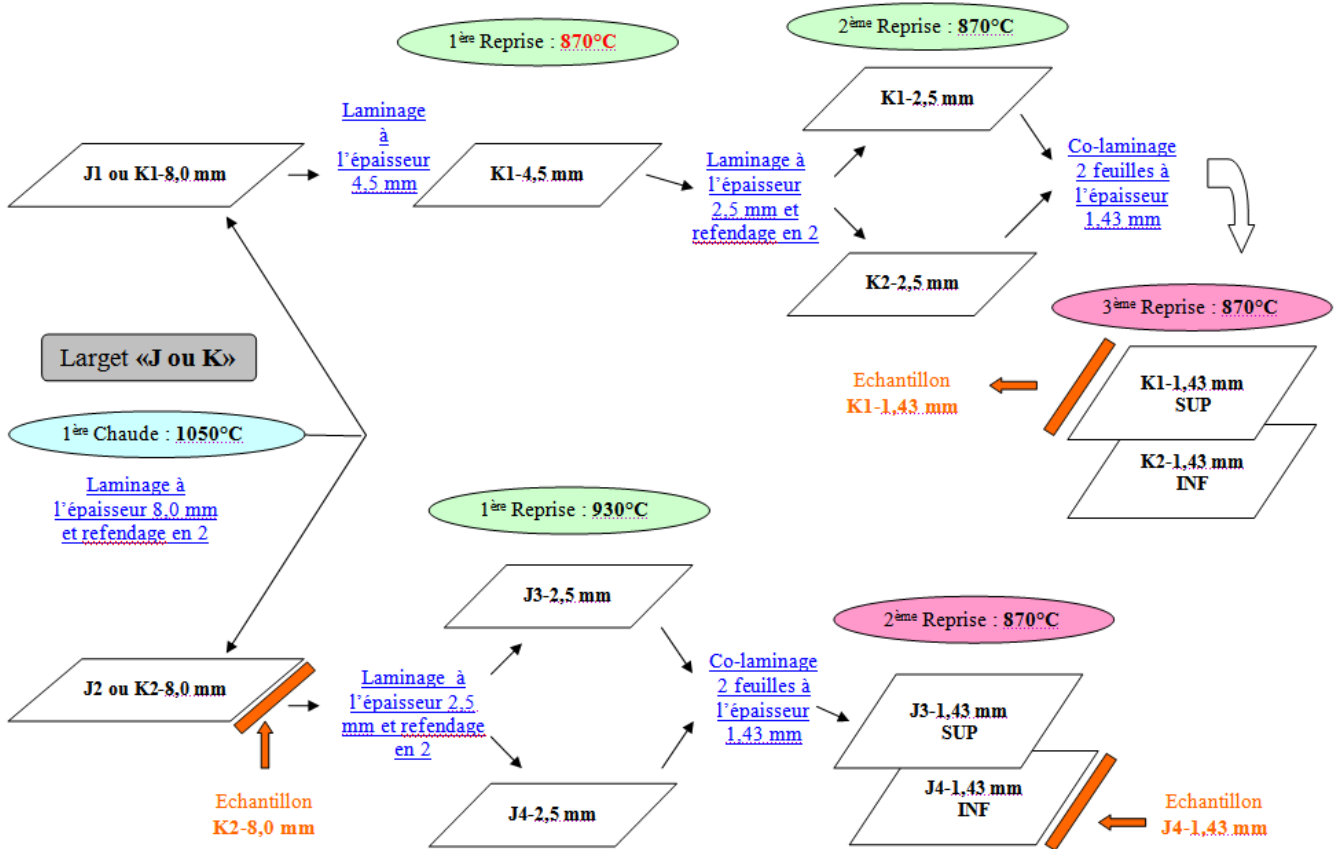 1ère Reprise : 870°C
2ème Reprise : 870°C
J1 ou K1-8,0 mm
Laminage
à
l’épaisseur
4,5 mm
K1-4,5 mm
Laminage à
l’épaisseur
2,5 mm et
refendage en 2
K1-2,5 mm
K2-2,5 mm
Co-laminage
2 feuilles à
l’épaisseur
1,43 mm
3ème Reprise : 870°C
Echantillon
K1-1,43 mm
K1-1,43 mm
SUP
K2-1,43 mm
INF
Larget «J ou K»
1ère Chaude : 1050°C
Laminage à
l’épaisseur 8,0 mm
et refendage en 2
J2 ou K2-8,0 mm
Echantillon
K2-8,0 mm
1ère Reprise : 930°C
Laminage à
l’épaisseur 2,5
mm et refendage
en 2
J3-2,5 mm
J4-2,5 mm
Co-laminage
2 feuilles à
l’épaisseur
1,43 mm
2ème Reprise : 870°C
J3-1,43 mm
SUP
J4-1,43 mm
INF
Echantillon
J4-1,43 mm